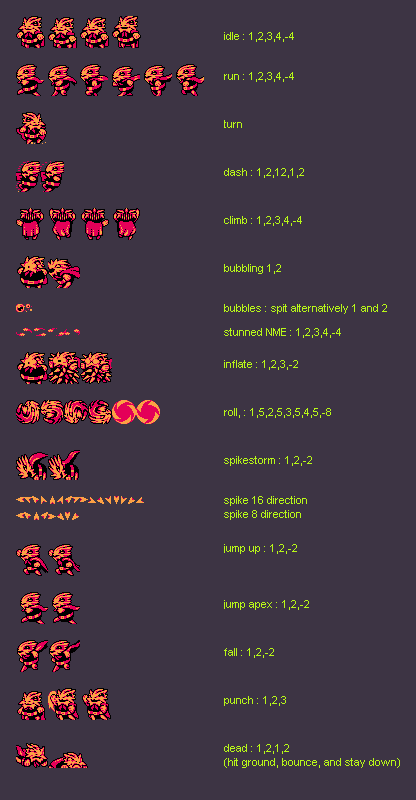 idle : 1,2,3,4,-4
run : 1,2,3,4,-4
turn
dash : 1,2,12,1,2
climb : 1,2,3,4,-4
bubbling 1,2
bubbles : spit alternatively 1 and 2
stunned NME : 1,2,3,4,-4
inflate : 1,2,3,-2
roll, : 1,5,2,5,3,5,4,5,-8
spikestorm : 1,2,-2
spike 16 direction
spike 8 direction
jump up : 1,2,-2
jump apex : 1,2,-2
fall : 1,2,-2
punch : 1,2,3
dead : 1,2,1,2
(hit ground, bounce, and stay down)